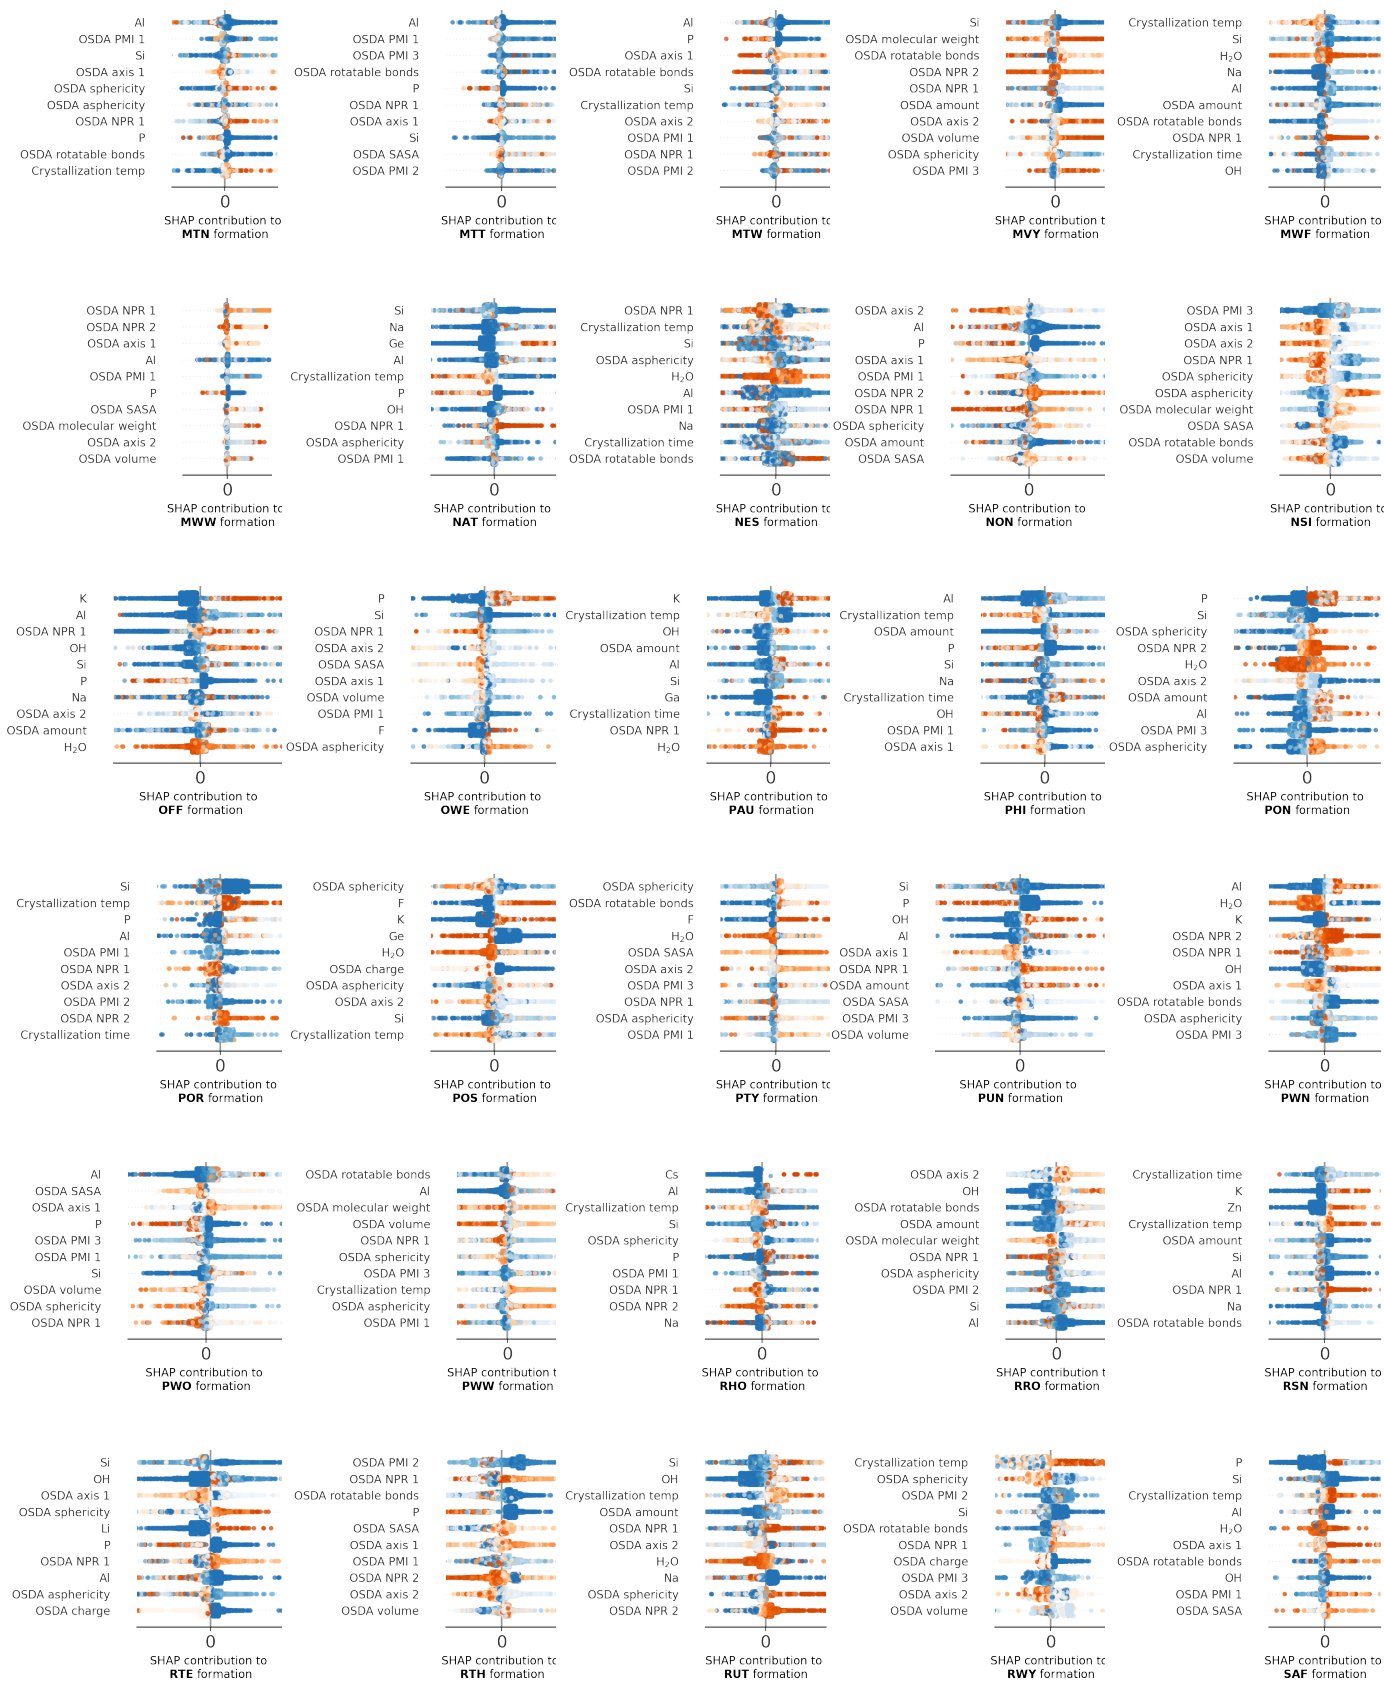 Al
OSDA PMI 1
Si
OSDA axis 1
OSDA sphericity
OSDA asphericity
OSDA NPR 1
P
OSDA rotatable bonds
Crystallization temp
0
SHAP contribution to
MTN formation
Al
OSDA PMI 1
OSDA PMI 3
OSDA rotatable bonds
P
OSDA NPR 1
OSDA axis 1
Si
OSDA SASA
OSDA PMI 2
0
SHAP contribution to
MTT formation
Al
P
OSDA axis 1
OSDA rotatable bonds
Si
Crystallization temp
OSDA axis 2
OSDA PMI 1
OSDA NPR 1
OSDA PMI 2
0
SHAP contribution to
MTW formation
Si
OSDA molecular weight
OSDA rotatable bonds
OSDA NPR 2
OSDA NPR 1
OSDA amount
OSDA axis 2
OSDA volume
OSDA sphericity
OSDA PMI 3
0
SHAP contribution t
MVY formation
Crystallization temp
Si
H₂O
Na
Al
OSDA amount
OSDA rotatable bonds
OSDA NPR 1
Crystallization time
OH
0
SHAP contribution to
MWF formation
OSDA NPR 1
OSDA NPR 2
OSDA axis 1
Al
OSDA PMI 1
P
OSDA SASA
OSDA molecular weight
OSDA axis 2
OSDA volume
0
SHAP contribution to
MWW formation
Si
Na
Ge
Al
Crystallization temp
P
OH
OSDA NPR 1
OSDA asphericity
OSDA PMI 1
0
SHAP contribution to
NAT formation
OSDA NPR 1
Crystallization temp
Si
OSDA asphericity
H₂O
Al
OSDA PMI 1
Na
Crystallization time
OSDA rotatable bonds
0
SHAP contribution to
NES formation
OSDA axis 2
Al
P
OSDA axis 1
OSDA PMI 1
OSDA NPR 2
OSDA NPR 1
OSDA sphericity
OSDA amount
OSDA SASA
0
SHAP contribution to
NON formation
OSDA PMI 3
OSDA axis 1
OSDA axis 2
OSDA NPR 1
OSDA sphericity
OSDA asphericity
OSDA molecular weight
OSDA SASA
OSDA rotatable bonds
OSDA volume
0
SHAP contribution to
NSI formation
K
Al
OSDA NPR 1
OH
Si
P
Na
OSDA axis 2
OSDA amount
H₂O
0
SHAP contribution to
OFF formation
P
Si
OSDA NPR 1
OSDA axis 2
OSDA SASA
OSDA axis 1
OSDA volume
OSDA PMI 1
F
OSDA asphericity
0
SHAP contribution to
OWE formation
K
Crystallization temp
OH
OSDA amount
Al
Si
Ga
Crystallization time
OSDA NPR 1
H₂O
0
SHAP contribution to
PAU formation
Al
Crystallization temp
OSDA amount
P
Si
Na
Crystallization time
OH
OSDA PMI 1
OSDA axis 1
0
SHAP contribution to
PHI formation
P
Si
OSDA sphericity
OSDA NPR 2
H₂O
OSDA axis 2
OSDA amount
Al
OSDA PMI 3
OSDA asphericity
0
SHAP contribution to
PON formation
Si
Crystallization temp
P
Al
OSDA PMI 1
OSDA NPR 1
OSDA axis 2
OSDA PMI 2
OSDA NPR 2
Crystallization time
0
SHAP contribution to
POR formation
OSDA sphericity
F
K
Ge
H₂O
OSDA charge
OSDA asphericity
OSDA axis 2
Si
Crystallization temp
0
SHAP contribution to
POS formation
OSDA sphericity
OSDA rotatable bonds
F
H₂O
OSDA SASA
OSDA axis 2
OSDA PMI 3
OSDA NPR 1
OSDA asphericity
OSDA PMI 1
0
SHAP contribution to
PTY formation
Si
P
OH
Al
OSDA axis 1
OSDA NPR 1
OSDA amount
OSDA SASA
OSDA PMI 3
OSDA volume
0
SHAP contribution to
PUN formation
Al
H₂O
K
OSDA NPR 2
OSDA NPR 1
OH
OSDA axis 1
OSDA rotatable bonds
OSDA asphericity
OSDA PMI 3
0
SHAP contribution to
PWN formation
Al
OSDA SASA
OSDA axis 1
P
OSDA PMI 3
OSDA PMI 1
Si
OSDA volume
OSDA sphericity
OSDA NPR 1
0
SHAP contribution to
PWO formation
OSDA rotatable bonds
Al
OSDA molecular weight
OSDA volume
OSDA NPR 1
OSDA sphericity
OSDA PMI 3
Crystallization temp
OSDA asphericity
OSDA PMI 1
0
SHAP contribution t
PWW formation
Cs
Al
Crystallization temp
Si
OSDA sphericity
P
OSDA PMI 1
OSDA NPR 1
OSDA NPR 2
Na
0
SHAP contribution to
RHO formation
OSDA axis 2
OH
OSDA rotatable bonds
OSDA amount
OSDA molecular weight
OSDA NPR 1
OSDA asphericity
OSDA PMI 2
Si
Al
0
SHAP contribution t
RRO formation
Crystallization time
K
Zn
Crystallization temp
OSDA amount
Si
Al
OSDA NPR 1
Na
OSDA rotatable bonds
0
SHAP contribution to
RSN formation
Si
OH
OSDA axis 1
OSDA sphericity
Li
P
OSDA NPR 1
Al
OSDA asphericity
OSDA charge
0
SHAP contribution to
RTE formation
OSDA PMI 2
OSDA NPR 1
OSDA rotatable bonds
P
OSDA SASA
OSDA axis 1
OSDA PMI 1
OSDA NPR 2
OSDA axis 2
OSDA volume
0
SHAP contribution to
RTH formation
Si
OH
Crystallization temp
OSDA amount
OSDA NPR 1
OSDA axis 2
H₂O
Na
OSDA sphericity
OSDA NPR 2
0
SHAP contribution to
RUT formation
Crystallization temp
OSDA sphericity
OSDA PMI 2
Si
OSDA rotatable bonds
OSDA NPR 1
OSDA charge
OSDA PMI 3
OSDA axis 2
OSDA volume
0
SHAP contribution to
RWY formation
P
Si
Crystallization temp
Al
H₂O
OSDA axis 1
OSDA rotatable bonds
OH
OSDA PMI 1
OSDA SASA
0
SHAP contribution to
SAF formation